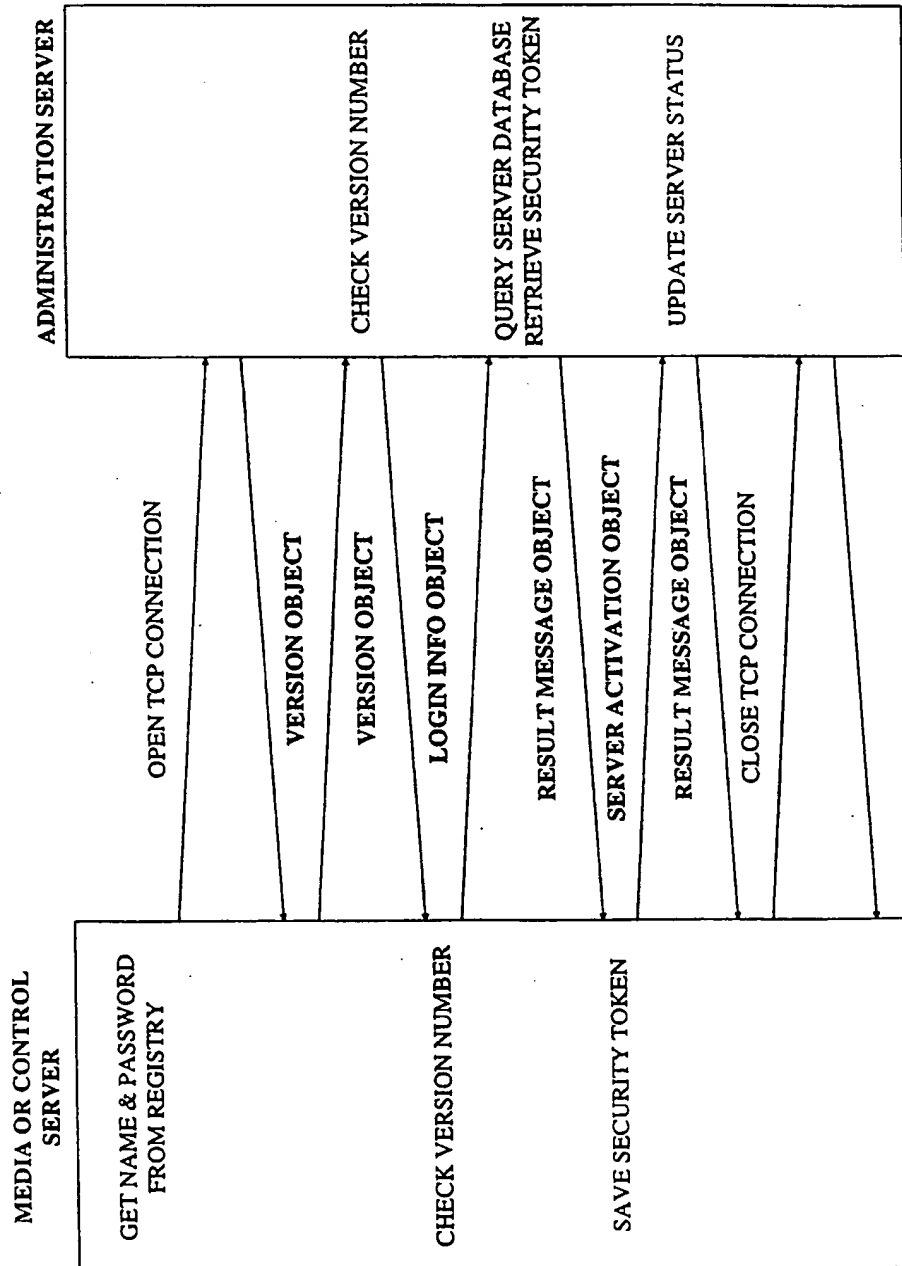 MEDIA OR CONTROL
SERVER
GET NAME & PASSWORD
FROM REGISTRY
CHECK VERSION NUMBER
SAVE SECURITY TOKEN
OPEN TCP CONNECTION
VERSION OBJECT
VERSION OBJECT
LOGIN INFO OBJECT
RESULT MESSAGE OBJECT
SERVER ACTIVATION OBJECT
RESULT MESSAGE OBJECT
CLOSE TCP CONNECTION
ADMINISTRATION SERVER
CHECK VERSION NUMBER
QUERY SERVER DATABASE
RETRIEVE SECURITY TOKEN
UPDATE SERVER STATUS